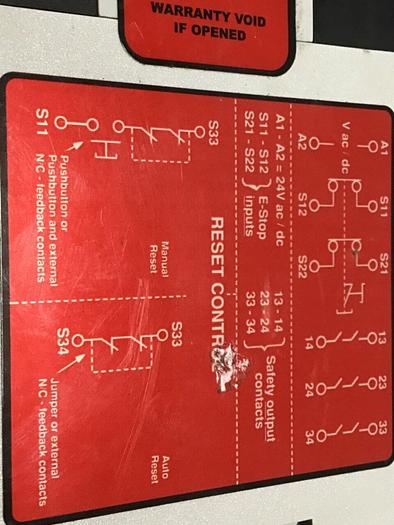 WARRANTY VOID
IF OPENED
A1 S11 S21 13 23 33
V ac / dc
A2 S12 S22 14 24 34
A1 - A2 = 24V ac / dc
S11 - S12
S21 - S22
E-Stop
inputs
13 - 14
23 - 24
33 - 34
Safety output
contacts
RESET CONTR
S33
Manual
Reset
S11
Pushbutton or
Pushbutton and external
N/C - feedback contacts
S33
Auto
Reset
S34
Jumper or external
N/C - feedback contacts